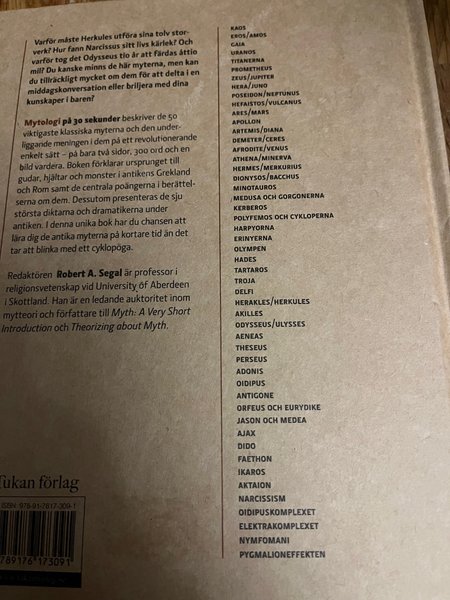 Varför måste Herkules utföra sina tolv stor-
verk? Hur fann Narcissus sitt livs kärlek? Och
varför tog det Odysseus tio år att färdas åttio
mil? Du kanske minns de här myterna, men kan
du tillräckligt mycket om dem för att delta i en
middagskonversation eller briljera med dina
kunskaper i baren?
Mytologi på 30 sekunder beskriver de 50
viktigaste klassiska myterna och den under-
liggande meningen i dem på ett revolutionerande
enkelt sätt – på bara två sidor, 300 ord och en
bild vardera. Boken förklarar ursprunget till
gudar, hjältar och monster i antikens Grekland
och Rom samt de centrala poängerna i berättel-
serna om dem. Dessutom presenteras de sju
största diktarna och dramatikerna under
antiken. I denna unika bok har du chansen att
lära dig de antika myterna på kortare tid än det
tar att blinka med ett cyklopöga.
Redaktören Robert A. Segal är professor i
religionsvetenskap vid University of Aberdeen
i Skottland. Han är en ledande auktoritet inom
mytteori och författare till Myth: A Very Short
Introduction och Theorizing about Myth.
Tukan förlag
ISBN: 978-91-7617-309-1
789176 173091
KAOS
EROS/AMOS
GAIA
URANOS
TITANERNA
PROMETHEUS
ZEUS/JUPITER
HERA/JUNO
POSEIDON/NEPTUNUS
HEFAISTOS/VULCANUS
ARES/MARS
APOLLON
ARTEMIS/DIANA
DEMETER/CERES
AFRODITE/VENUS
ATHENA/MINERVA
HERMES/MERKURIUS
DIONYSOS/BACCHUS
MINOTAUROS
MEDUSA OCH GORGONERNA
KERBEROS
POLYFEMOS OCH CYKLOPERNA
HARPYORNA
ERINYERNA
OLYMPEN
HADES
TARTAROS
TROJA
DELFI
HERAKLES/HERKULES
AKILLES
ODYSSEUS/ULYSSES
AENEAS
THESEUS
PERSEUS
ADONIS
OIDIPUS
ANTIGONE
ORFEUS OCH EURYDIKE
JASON OCH MEDEA
AJAX
DIDO
FAETHON
IKAROS
AKTAION
NARCISSISM
OIDIPUSKOMPLEXET
ELEKTRAKOMPLEXET
NYMFOMANI
PYGMALIONEFFEKTEN